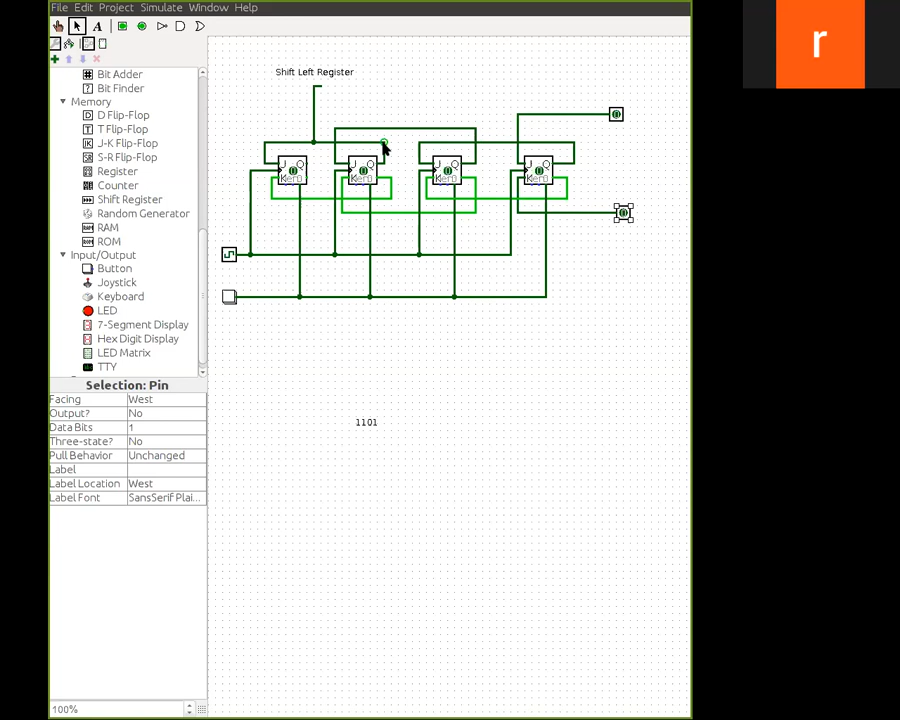 File Edit Project Simulate Window Help
A
r
Shift Left Register
Bit Adder
Bit Finder
Memory
D Flip-Flop
T Flip-Flop
J-K Flip-Flop
S-R Flip-Flop
Register
Counter
Shift Register
Random Generator
RAM
ROM
Input/Output
Button
Joystick
Keyboard
LED
7-Segment Display
Hex Digit Display
LED Matrix
TTY
J Q J Q J Q J Q
1101
Selection: Pin
Facing West
Output? No
Data Bits 1
Three-state? No
Pull Behavior Unchanged
Label
Label Location West
Label Font SansSerif Plai...
100%